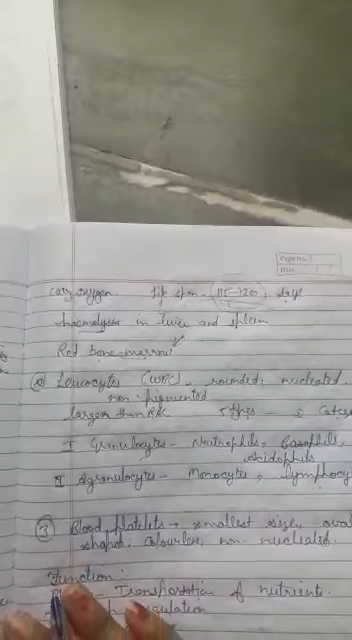 Page No.
Date
carry oxygen. life span - 115-120 days
haemolyses in liver and spleen
Red bone-marrow
② Leucocytes (WBC), rounded, nucleated,
non pigmented
larger than RBC
I Granulocytes - Neutrophils, Basophils,
Acidophils
II Agranulocytes - Monocytes, lymphocy
③ Blood platelets → smallest size, oval
shaped, colourless, non-nucleated.
Function:-
Transportation of nutrients